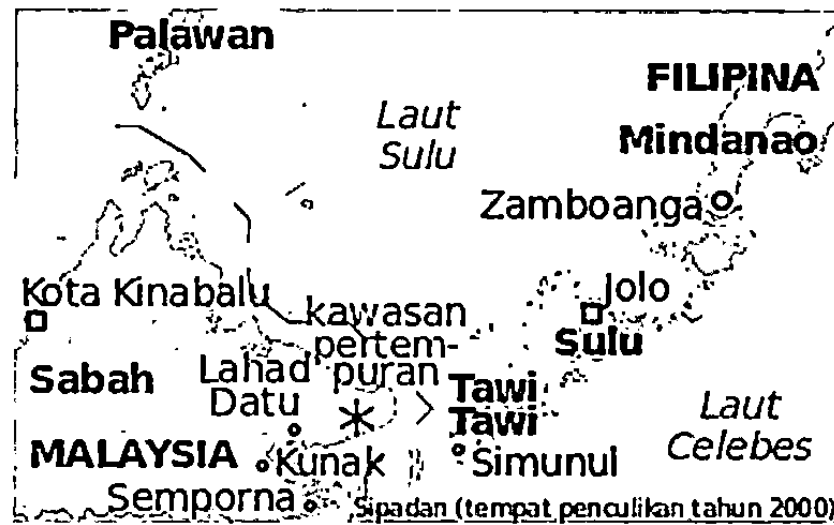 Palawan
FILIPINA
Laut
Sulu
Mindanao
Zamboanga
Kota Kinabalu
Jolo
kawasan
pertem-
puran
Sulu
Sabah
Lahad
Datu
Tawi
Tawi
Laut
Celebes
MALAYSIA
Kunak
Simunul
Semporna
Sipadan (tempat penculikan tahun 2000)